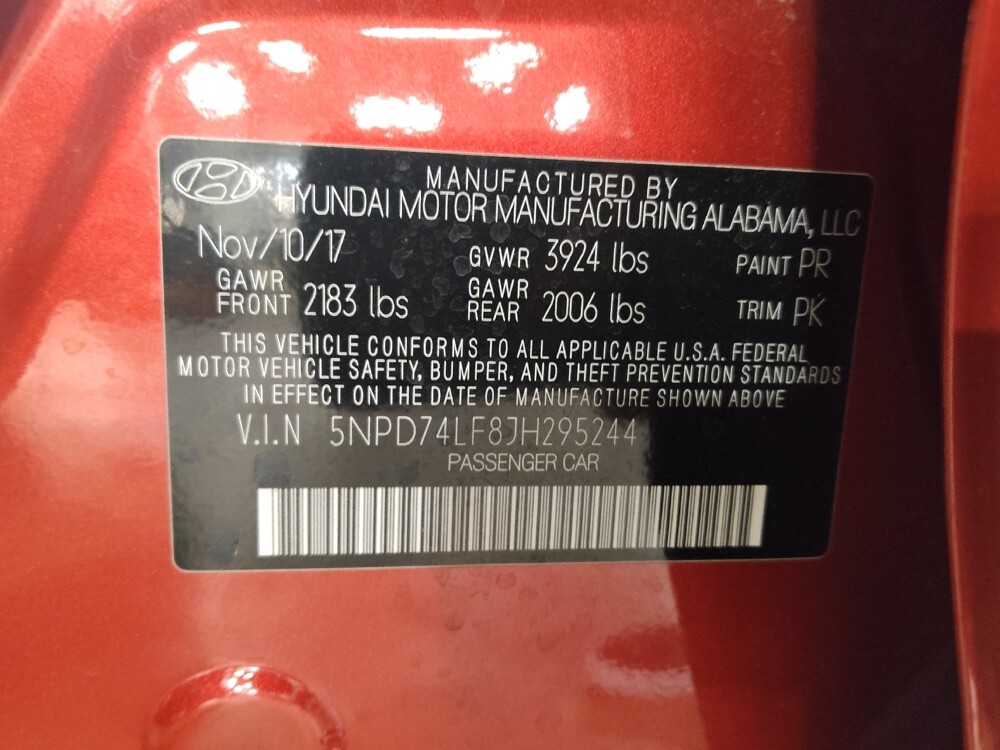 MANUFACTURED BY
HYUNDAI MOTOR MANUFACTURING ALABAMA, LLC
Nov/10/17 GVWR 3924 lbs PAINT PR
GAWR FRONT 2183 lbs GAWR REAR 2006 lbs TRIM PK
THIS VEHICLE CONFORMS TO ALL APPLICABLE U.S.A. FEDERAL
MOTOR VEHICLE SAFETY, BUMPER, AND THEFT PREVENTION STANDARDS
IN EFFECT ON THE DATE OF MANUFACTURE SHOWN ABOVE
V.I.N 5NPD74LF8JH295244
PASSENGER CAR